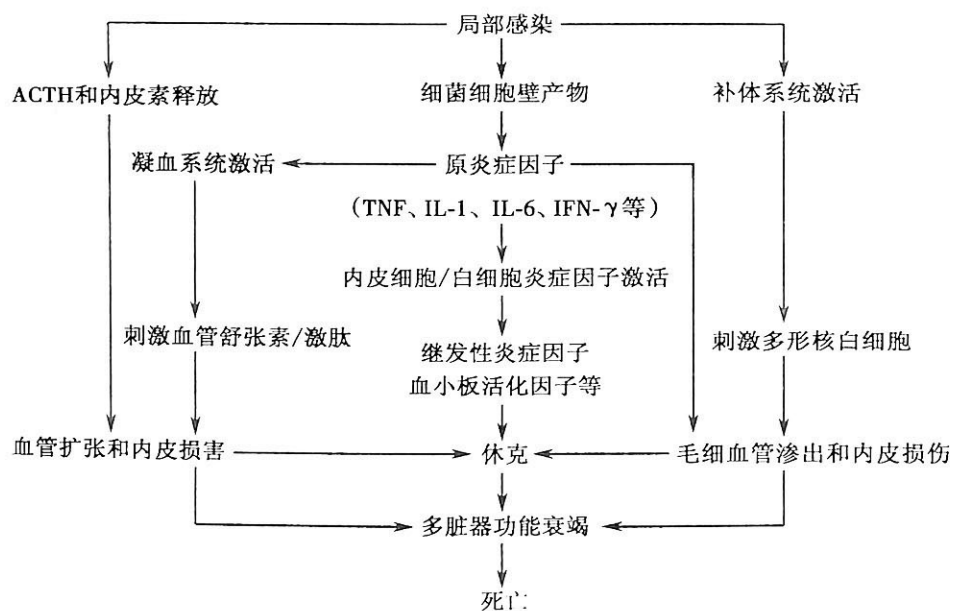 局部感染
ACTH和内皮素释放
细菌细胞壁产物
补体系统激活
凝血系统激活
原炎症因子
（TNF、IL-1、IL-6、IFN-γ等）
内皮细胞/白细胞炎症因子激活
刺激血管舒张素/激肽
继发性炎症因子
血小板活化因子等
刺激多形核白细胞
血管扩张和内皮损害
休克
毛细血管渗出和内皮损伤
多脏器功能衰竭
死亡